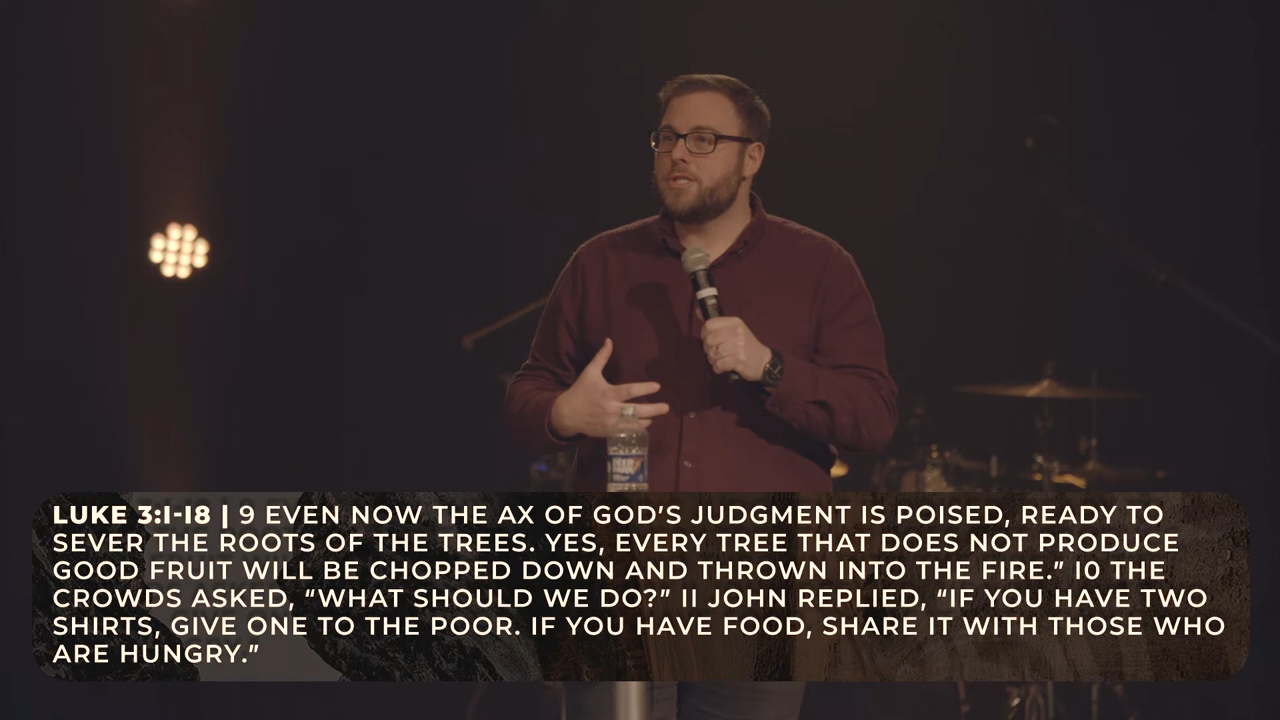 LUKE 3:1-18 | 9 EVEN NOW THE AX OF GOD'S JUDGMENT IS POISED, READY TO
SEVER THE ROOTS OF THE TREES. YES, EVERY TREE THAT DOES NOT PRODUCE
GOOD FRUIT WILL BE CHOPPED DOWN AND THROWN INTO THE FIRE.” 10 THE
CROWDS ASKED, “WHAT SHOULD WE DO?” 11 JOHN REPLIED, “IF YOU HAVE TWO
SHIRTS, GIVE ONE TO THE POOR. IF YOU HAVE FOOD, SHARE IT WITH THOSE WHO
ARE HUNGRY.”